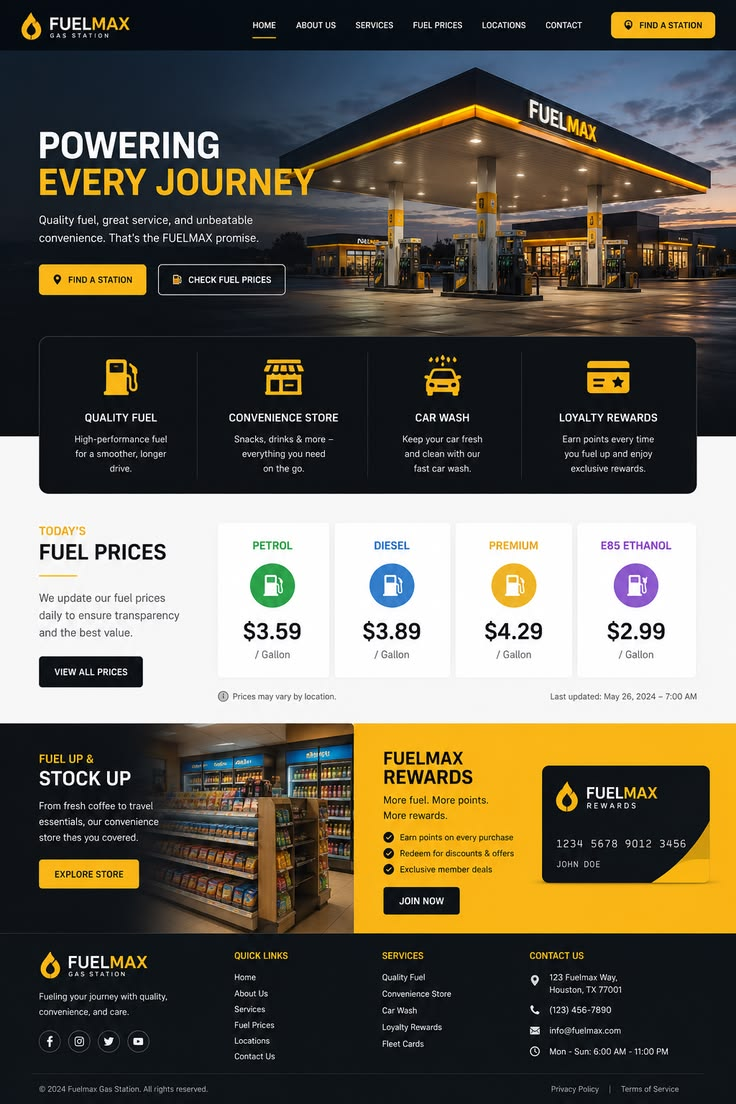 FUELMAX
GAS STATION
HOME
ABOUT US
SERVICES
FUEL PRICES
LOCATIONS
CONTACT
FIND A STATION
FUELMAX
POWERING
EVERY JOURNEY
Quality fuel, great service, and unbeatable
convenience. That's the FUELMAX promise.
FIND A STATION
CHECK FUEL PRICES
QUALITY FUEL
High-performance fuel
for a smoother, longer
drive.
CONVENIENCE STORE
Snacks, drinks & more –
everything you need
on the go.
CAR WASH
Keep your car fresh
and clean with our
fast car wash.
LOYALTY REWARDS
Earn points every time
you fuel up and enjoy
exclusive rewards.
TODAY'S
FUEL PRICES
We update our fuel prices
daily to ensure transparency
and the best value.
VIEW ALL PRICES
PETROL
$3.59
/ Gallon
DIESEL
$3.89
/ Gallon
PREMIUM
$4.29
/ Gallon
E85 ETHANOL
$2.99
/ Gallon
Prices may vary by location.
Last updated: May 26, 2024 – 7:00 AM
FUEL UP &
STOCK UP
From fresh coffee to travel
essentials, our convenience
store thas you covered.
EXPLORE STORE
FUELMAX
REWARDS
More fuel. More points.
More rewards.
Earn points on every purchase
Redeem for discounts & offers
Exclusive member deals
JOIN NOW
FUELMAX
REWARDS
1234 5678 9012 3456
JOHN DOE
FUELMAX
GAS STATION
Fueling your journey with quality,
convenience, and care.
QUICK LINKS
Home
About Us
Services
Fuel Prices
Locations
Contact Us
SERVICES
Quality Fuel
Convenience Store
Car Wash
Loyalty Rewards
Fleet Cards
CONTACT US
123 Fuelmax Way,
Houston, TX 77001
(123) 456-7890
info@fuelmax.com
Mon - Sun: 6:00 AM - 11:00 PM
© 2024 Fuelmax Gas Station. All rights reserved.
Privacy Policy | Terms of Service